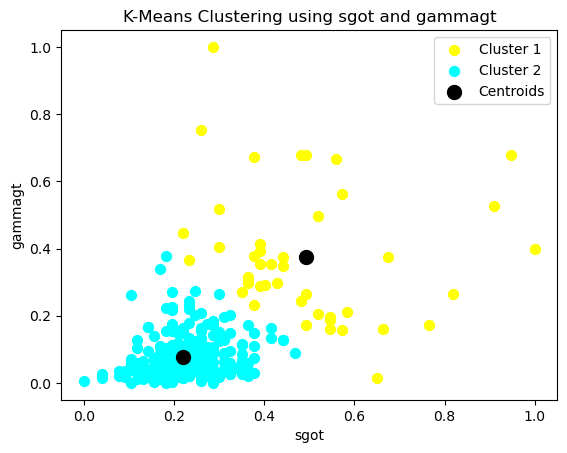 K-Means Clustering using sgot and gammagt
Cluster 1
Cluster 2
Centroids
gammagt
1.0
0.8
0.6
0.4
0.2
0.0
0.0 0.2 0.4 0.6 0.8 1.0
sgot